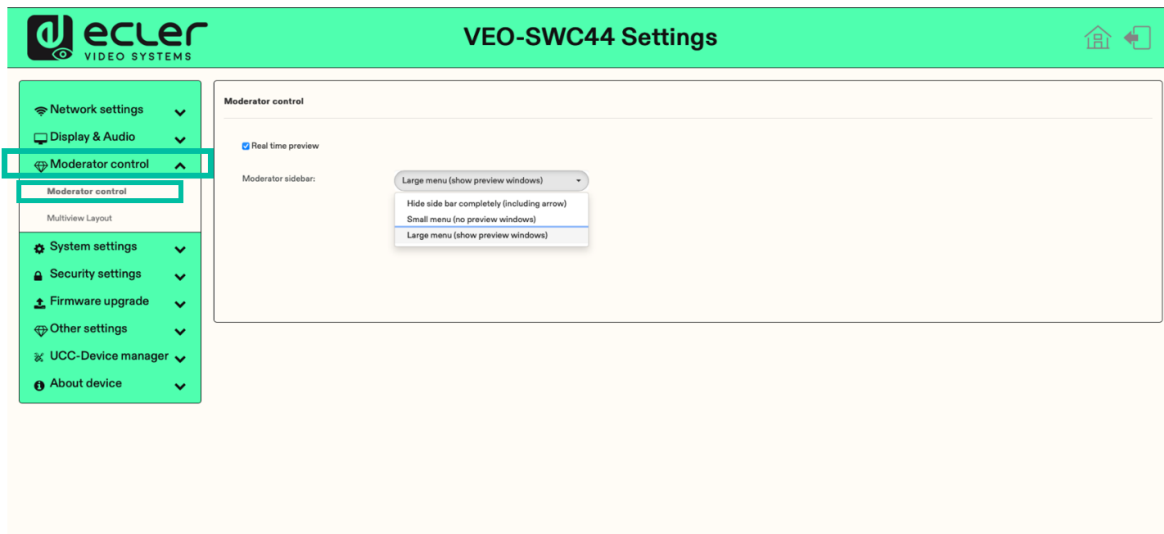 ecler
VIDEO SYSTEMS
VEO-SWC44 Settings
Network settings
Display & Audio
Moderator control
Moderator control
Multiview Layout
System settings
Security settings
Firmware upgrade
Other settings
UCC-Device manager
About device
Moderator control
Real time preview
Moderator sidebar:
Large menu (show preview windows)
Hide side bar completely (including arrow)
Small menu (no preview windows)
Large menu (show preview windows)